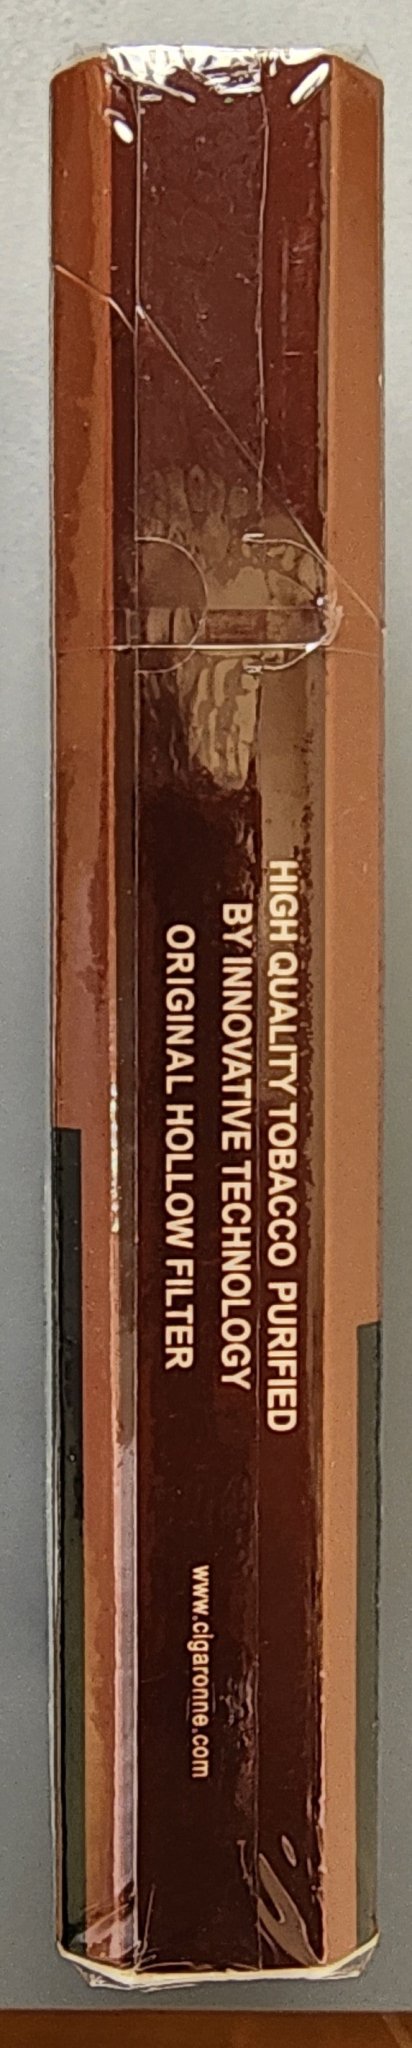 HIGH QUALITY TOBACCO PURIFIED
BY INNOVATIVE TECHNOLOGY
ORIGINAL HOLLOW FILTER
www.cigaronne.com